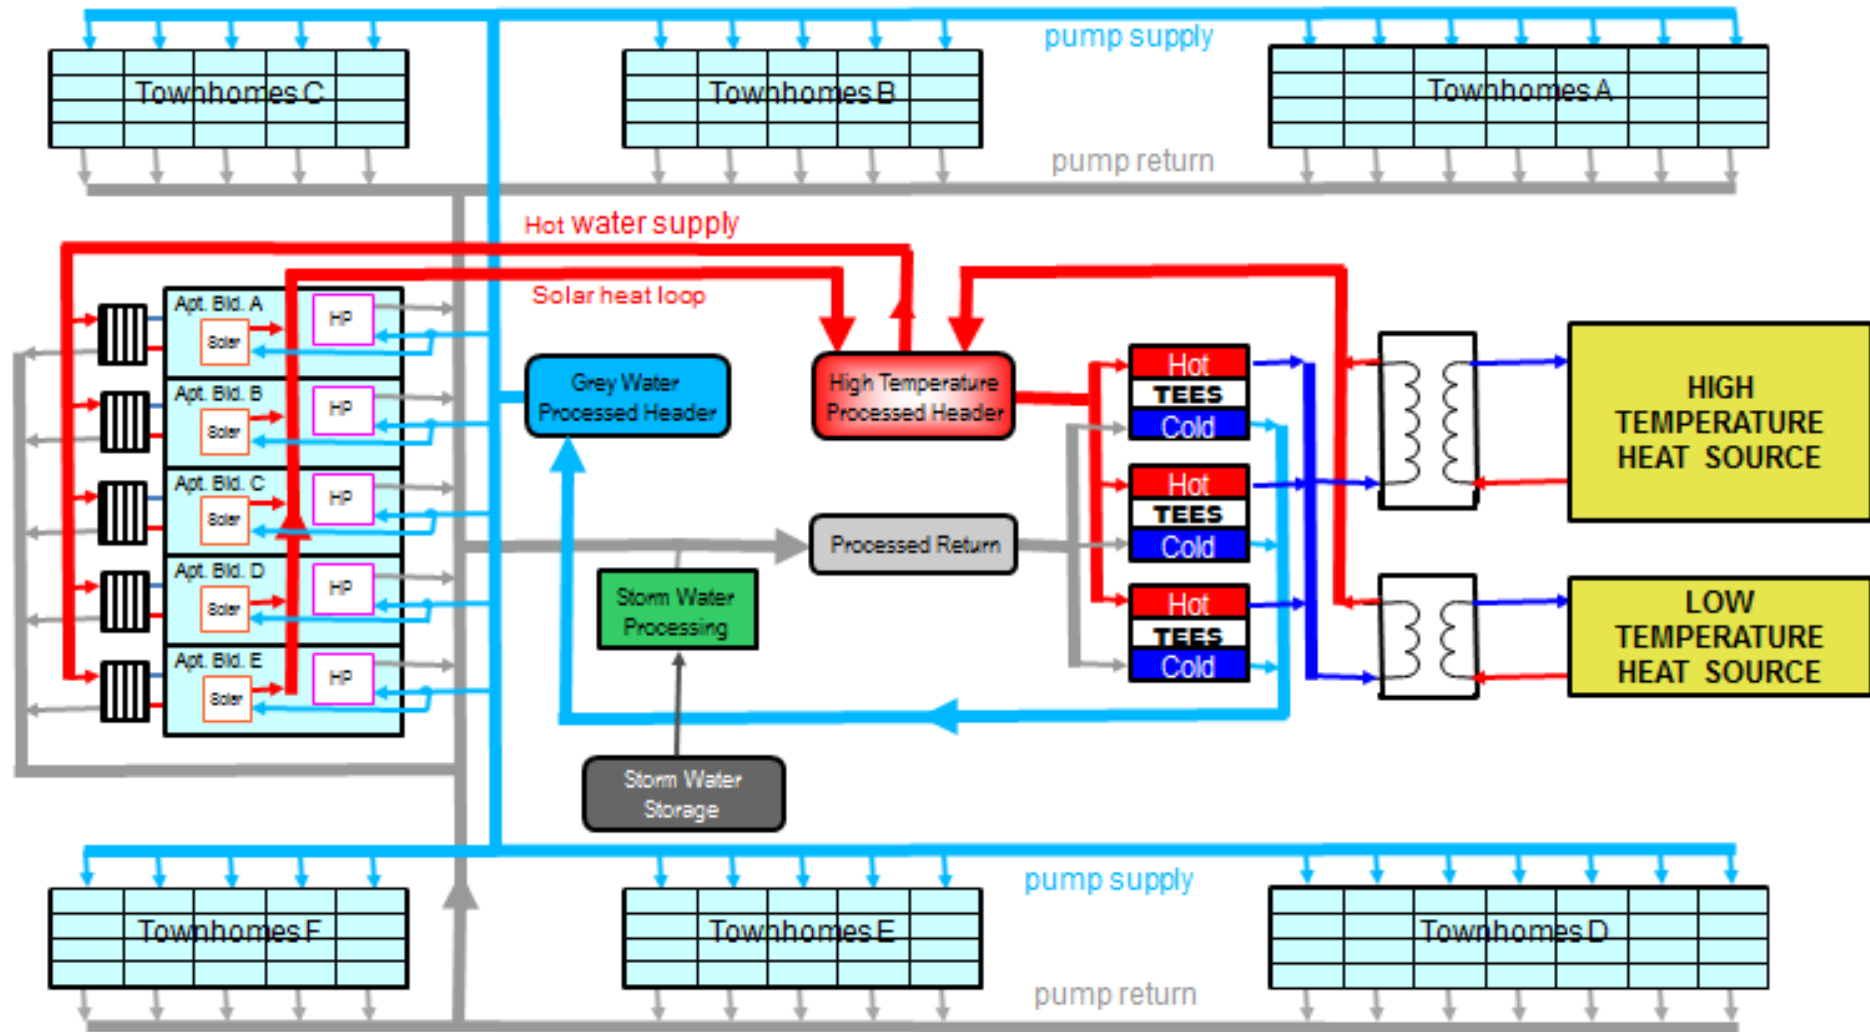 pump supply
Townhomes C
Townhomes B
Townhomes A
pump return
Hot water supply
Solar heat loop
Apt. Bld. A
Solar
HP
Apt. Bld. B
Solar
HP
Apt. Bld. C
Solar
HP
Apt. Bld. D
Solar
HP
Apt. Bld. E
Solar
HP
Grey Water
Processed Header
High Temperature
Processed Header
Processed Return
Storm Water
Processing
Storm Water
Storage
Hot
TEES
Cold
Hot
TEES
Cold
Hot
TEES
Cold
HIGH
TEMPERATURE
HEAT SOURCE
LOW
TEMPERATURE
HEAT SOURCE
pump supply
Townhomes F
Townhomes E
Townhomes D
pump return